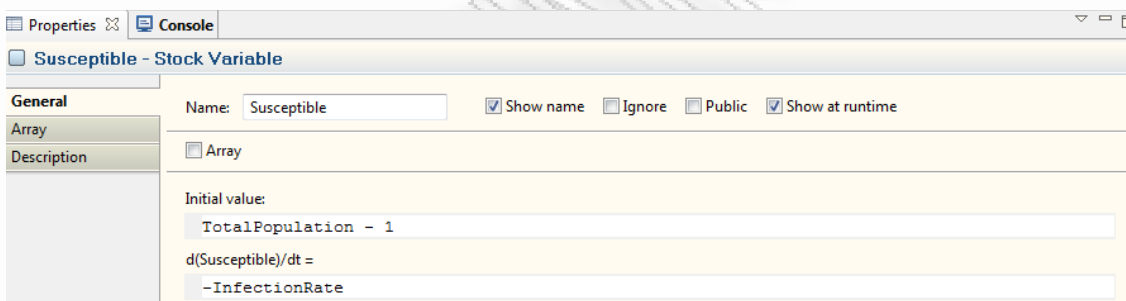 Properties Console
Susceptible - Stock Variable
General
Array
Description
Name: Susceptible Show name Ignore Public Show at runtime
Array
Initial value:
TotalPopulation - 1
d(Susceptible)/dt =
-InfectionRate